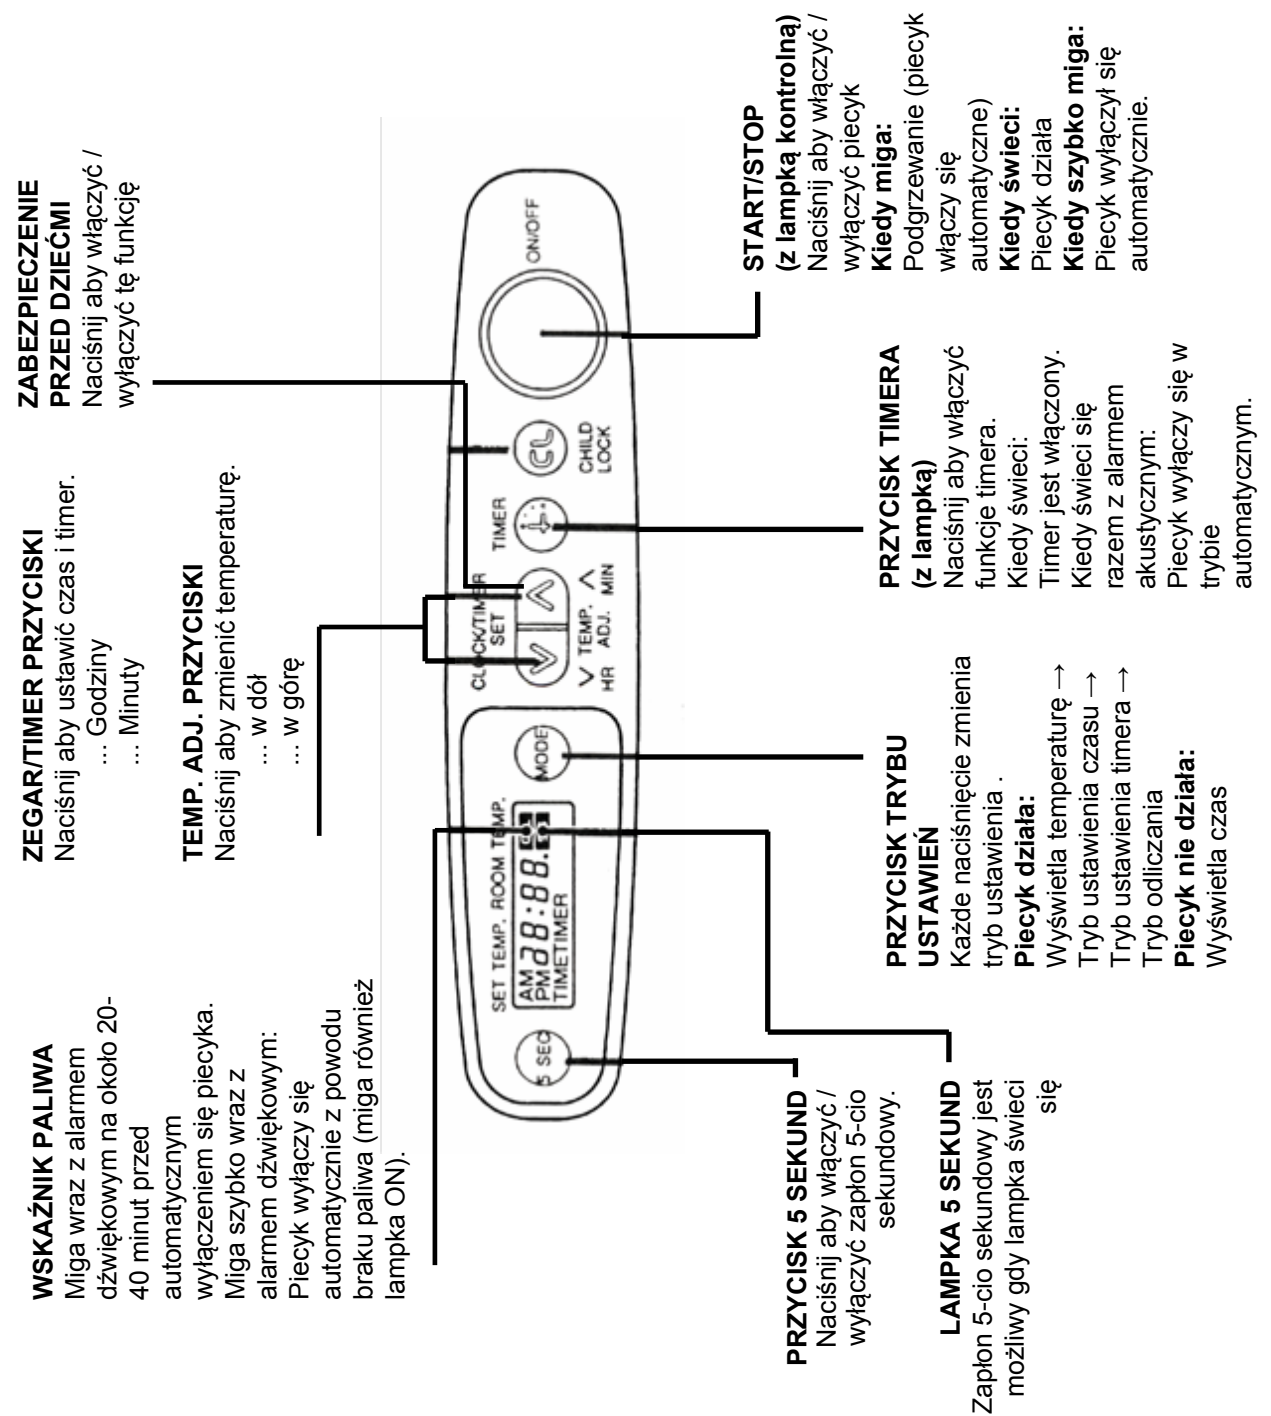 WSKAŹNIK PALIWA
Miga wraz z alarmem
dźwiękowym na około 20-
40 minut przed
automatycznym
wyłączeniem się piecyka.
Miga szybko wraz z
alarmem dźwiękowym:
Piecyk wyłączy się
automatycznie z powodu
braku paliwa (miga również
lampka ON).
ZEGAR/TIMER PRZYCISKI
Naciśnij aby ustawić czas i timer.
… Godziny
… Minuty
TEMP. ADJ. PRZYCISKI
Naciśnij aby zmienić temperaturę.
… w dół
… w górę
ZABEZPIECZENIE
PRZED DZIEĆMI
Naciśnij aby włączyć /
wyłączyć tę funkcję
5 SEC
SET TEMP. ROOM TEMP.
AM
PM 28:88.
TIMETIMER
MODE
CLOCK/TIMER
SET
∨ TEMP. ∧
HR ADJ. MIN
TIMER
CL
CHILD
LOCK
ON/OFF
PRZYCISK 5 SEKUND
Naciśnij aby włączyć /
wyłączyć zapłon 5-cio
sekundowy.
LAMPKA 5 SEKUND
Zapłon 5-cio sekundowy jest
możliwy gdy lampka świeci
się
PRZYCISK TRYBU
USTAWIEŃ
Każde naciśnięcie zmienia
tryb ustawienia .
Piecyk działa:
Wyświetla temperaturę →
Tryb ustawienia czasu →
Tryb ustawienia timera →
Tryb odliczania
Piecyk nie działa:
Wyświetla czas
PRZYCISK TIMERA
(z lampką)
Naciśnij aby włączyć
funkcje timera.
Kiedy świeci:
Timer jest włączony.
Kiedy świeci się
razem z alarmem
akustycznym:
Piecyk wyłączy się w
trybie
automatycznym.
START/STOP
(z lampką kontrolną)
Naciśnij aby włączyć /
wyłączyć piecyk
Kiedy miga:
Podgrzewanie (piecyk
włączy się
automatyczne)
Kiedy świeci:
Piecyk działa
Kiedy szybko miga:
Piecyk wyłączył się
automatycznie.